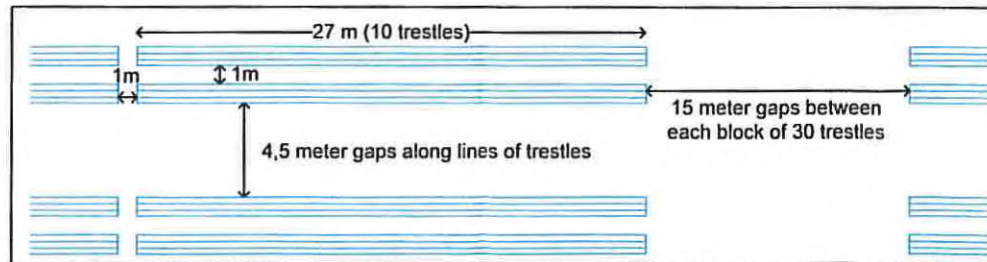 27 m (10 trestles)
1m
1m
15 meter gaps between
each block of 30 trestles
4,5 meter gaps along lines of trestles